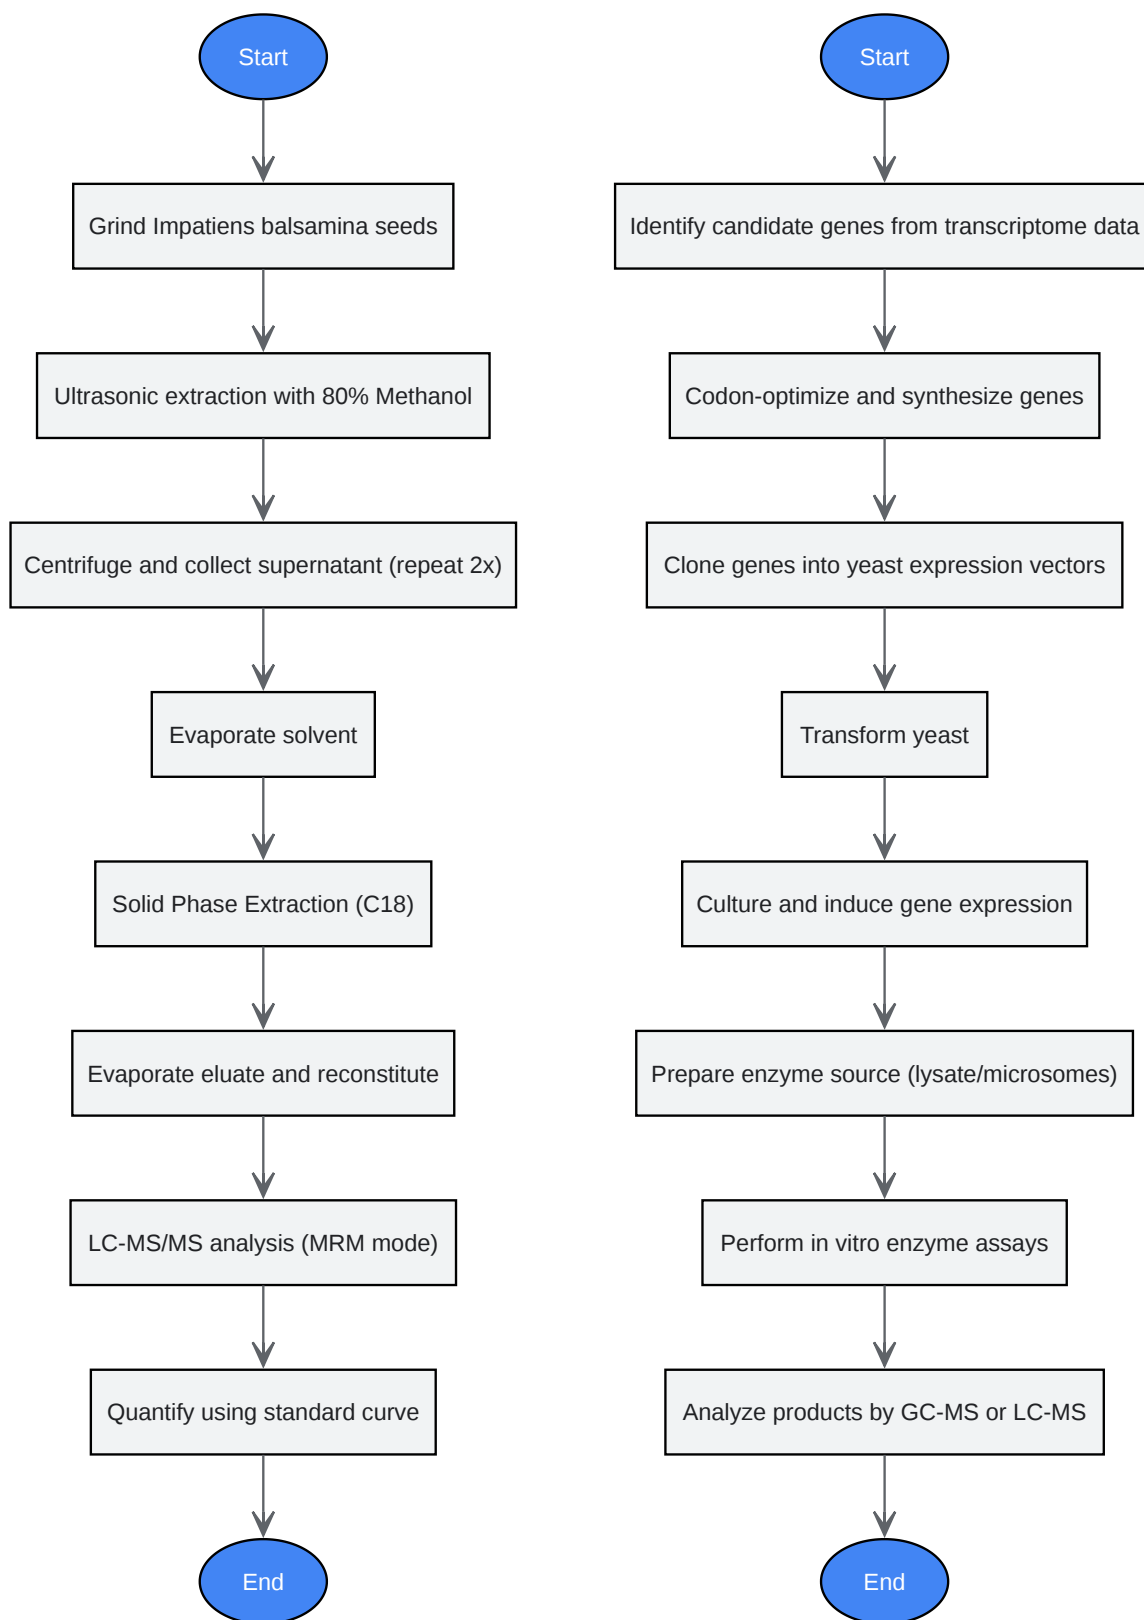 Start
Grind Impatiens balsamina seeds
Ultrasonic extraction with 80% Methanol
Centrifuge and collect supernatant (repeat 2x)
Evaporate solvent
Solid Phase Extraction (C18)
Evaporate eluate and reconstitute
LC-MS/MS analysis (MRM mode)
Quantify using standard curve
End
Start
Identify candidate genes from transcriptome data
Codon-optimize and synthesize genes
Clone genes into yeast expression vectors
Transform yeast
Culture and induce gene expression
Prepare enzyme source (lysate/microsomes)
Perform in vitro enzyme assays
Analyze products by GC-MS or LC-MS
End